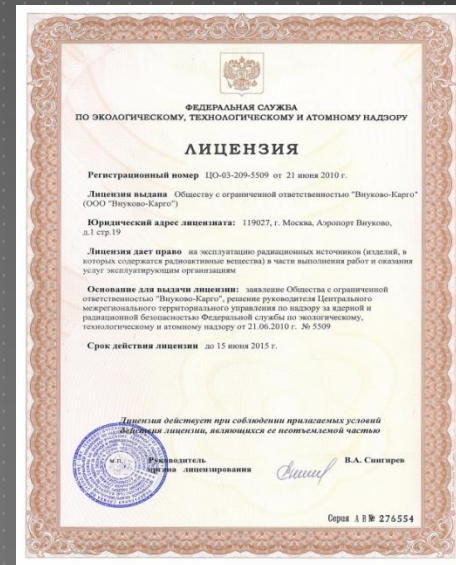 ФЕДЕРАЛЬНАЯ СЛУЖБА
ПО ЭКОЛОГИЧЕСКОМУ, ТЕХНОЛОГИЧЕСКОМУ И АТОМНОМУ НАДЗОРУ
ЛИЦЕНЗИЯ
Регистрационный номер ЦО-03-209-5509 от 21 июня 2010 г.
Лицензия выдана Обществу с ограниченной ответственностью "Внуково-Карго"
(ООО "Внуково-Карго")
Юридический адрес лицензиата: 119027, г. Москва, Аэропорт Внуково,
д.1 стр.19
Лицензия дает право на эксплуатацию радиационных источников (изделий, в
которых содержатся радиоактивные вещества) в части выполнения работ и оказания
услуг эксплуатирующим организациям
Основание для выдачи лицензии: заявление Общества с ограниченной
ответственностью "Внуково-Карго", решение руководителя Центрального
межрегионального территориального управления по надзору за ядерной и
радиационной безопасностью Федеральной службы по экологическому,
технологическому и атомному надзору от 21.06.2010 г. № 5509
Срок действия лицензии до 15 июня 2015 г.
Лицензия действует при соблюдении прилагаемых условий
действия лицензии, являющихся ее неотъемлемой частью
М.П. Руководитель В.А. Снигирев
органа лицензирования
Серия А В № 276554